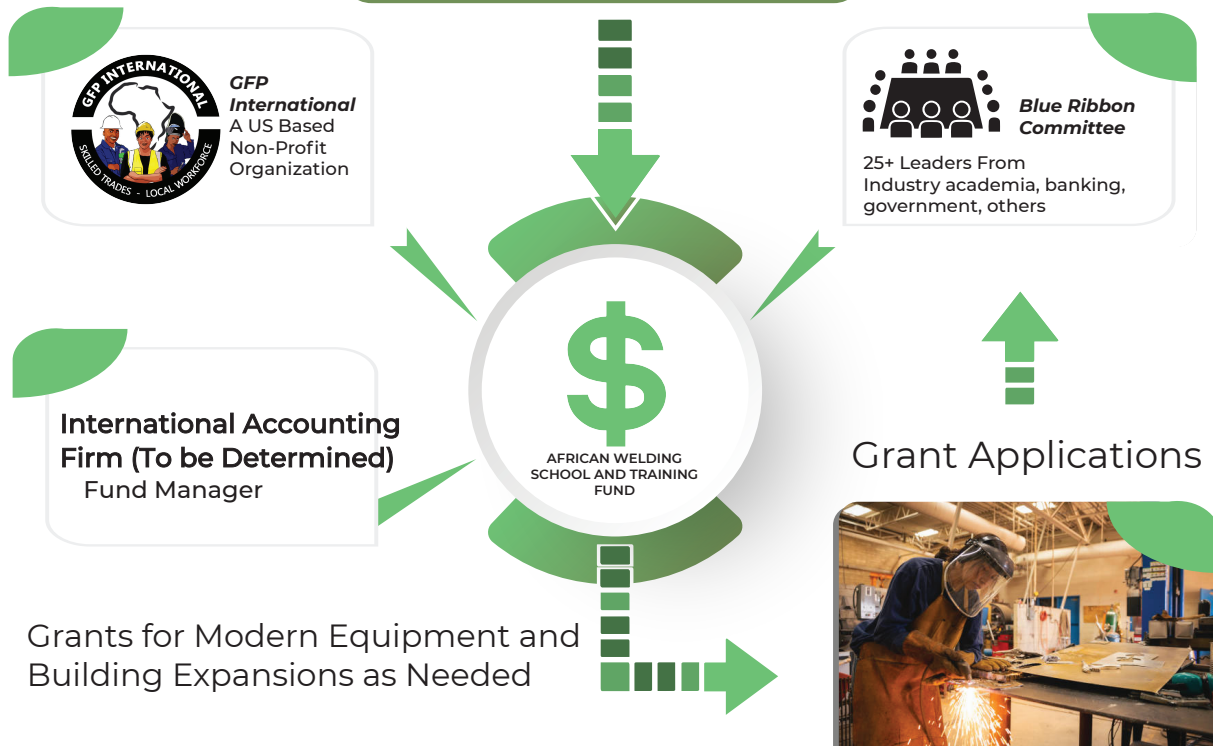 GFP INTERNATIONAL
SKILLED TRADES - LOCAL WORKFORCE
GFP
International
A US Based
Non-Profit
Organization
Blue Ribbon
Committee
25+ Leaders From
Industry academia, banking,
government, others
International Accounting
Firm (To be Determined)
Fund Manager
AFRICAN WELDING
SCHOOL AND TRAINING
FUND
Grant Applications
Grants for Modern Equipment and
Building Expansions as Needed